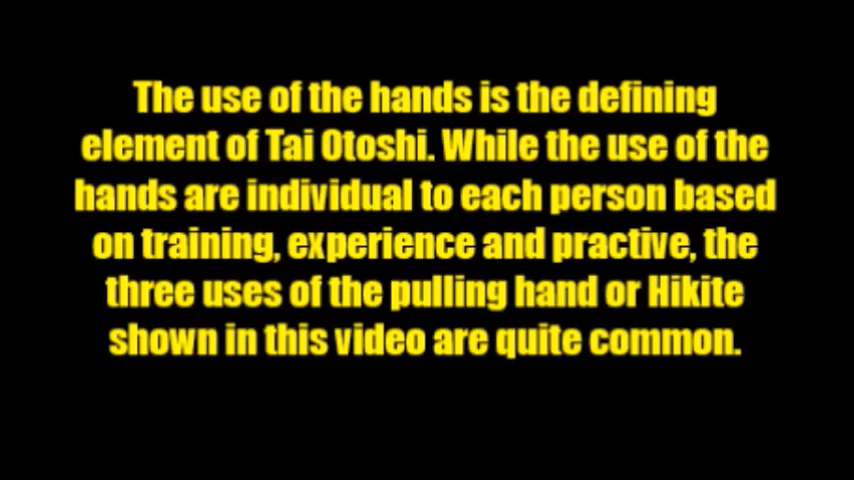 The use of the hands is the defining
element of Tai Otoshi. While the use of the
hands are individual to each person based
on training, experience and practive, the
three uses of the pulling hand or Hikite
shown in this video are quite common.